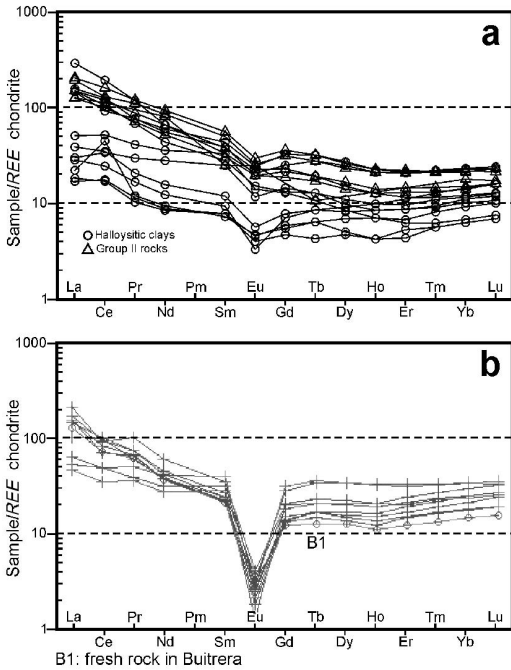 a
1000
100
10
1
Sample/REE chondrite
Halloysitic clays
Group II rocks
La Pr Pm Eu Tb Ho Tm Lu
Ce Nd Sm Gd Dy Er Yb
b
1000
100
10
1
Sample/REE chondrite
B1
La Pr Pm Eu Tb Ho Tm Lu
Ce Nd Sm Gd Dy Er Yb
B1: fresh rock in Buitrera